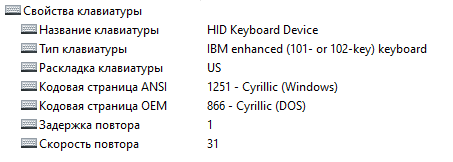 Свойства клавиатуры
Название клавиатуры HID Keyboard Device
Тип клавиатуры IBM enhanced (101- or 102-key) keyboard
Раскладка клавиатуры US
Кодовая страница ANSI 1251 - Cyrillic (Windows)
Кодовая страница OEM 866 - Cyrillic (DOS)
Задержка повтора 1
Скорость повтора 31